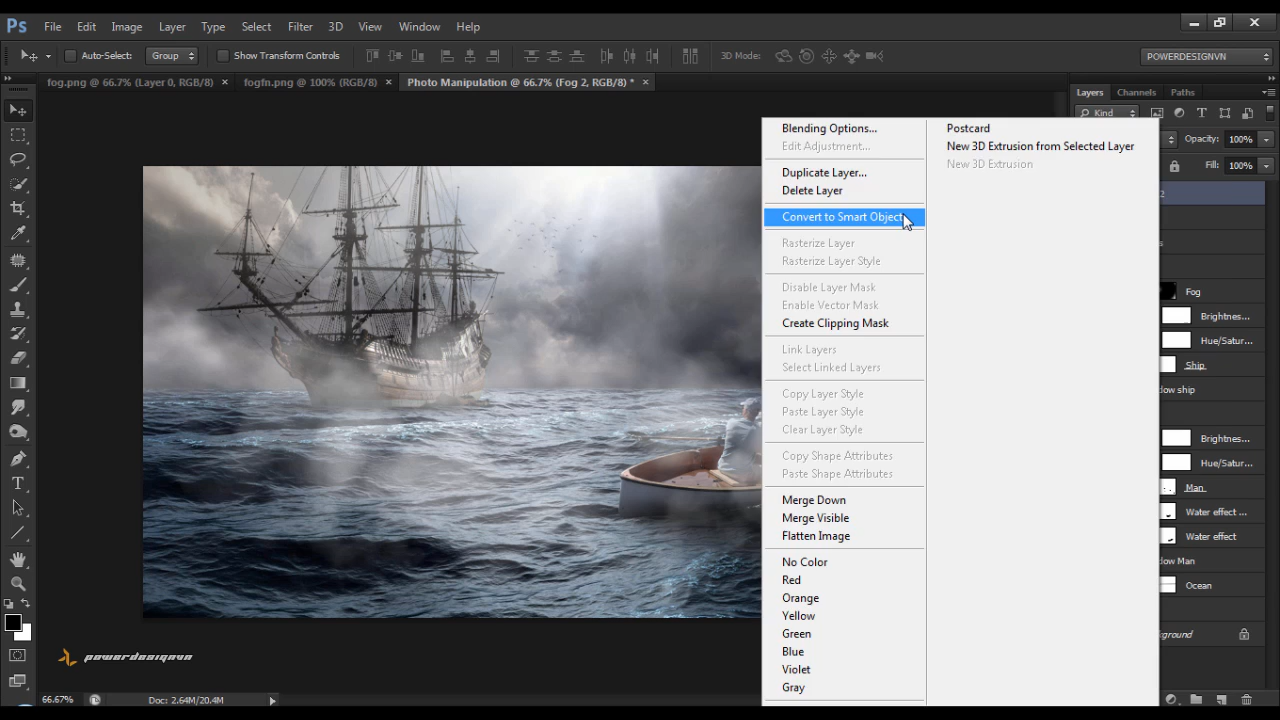 Ps File Edit Image Layer Type Select Filter 3D View Window Help
Auto-Select: Group Show Transform Controls 3D Mode: POWERDESIGNVN
fog.png @ 66.7% (Layer 0, RGB/8) × fogfn.png @ 100% (RGB/8) × Photo Manipulation @ 66.7% (Fog 2, RGB/8) * ×
Layers Channels Paths
Kind
Opacity: 100%
Fill: 100%
Blending Options...
Edit Adjustment...
Duplicate Layer...
Delete Layer
Convert to Smart Object
Rasterize Layer
Rasterize Layer Style
Disable Layer Mask
Enable Vector Mask
Create Clipping Mask
Link Layers
Select Linked Layers
Copy Layer Style
Paste Layer Style
Clear Layer Style
Copy Shape Attributes
Paste Shape Attributes
Merge Down
Merge Visible
Flatten Image
No Color
Red
Orange
Yellow
Green
Blue
Violet
Gray
Postcard
New 3D Extrusion from Selected Layer
New 3D Extrusion
2
s
Fog
Brightnes...
Hue/Satur...
Ship
dow ship
Brightnes...
Hue/Satur...
Man
Water effect ...
Water effect
dow Man
Ocean
ground
powerdesignvn
66.67% Doc: 2.64M/20.4M